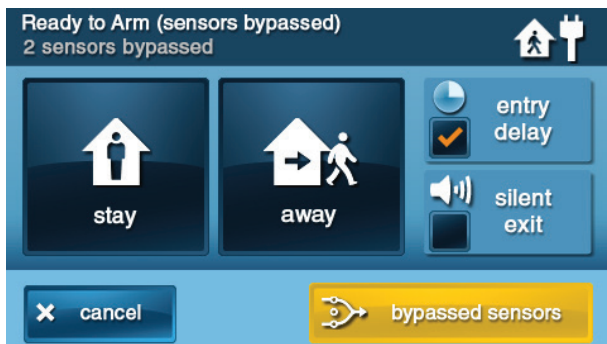 Ready to Arm (sensors bypassed)
2 sensors bypassed
stay
away
entry
delay
silent
exit
cancel
bypassed sensors